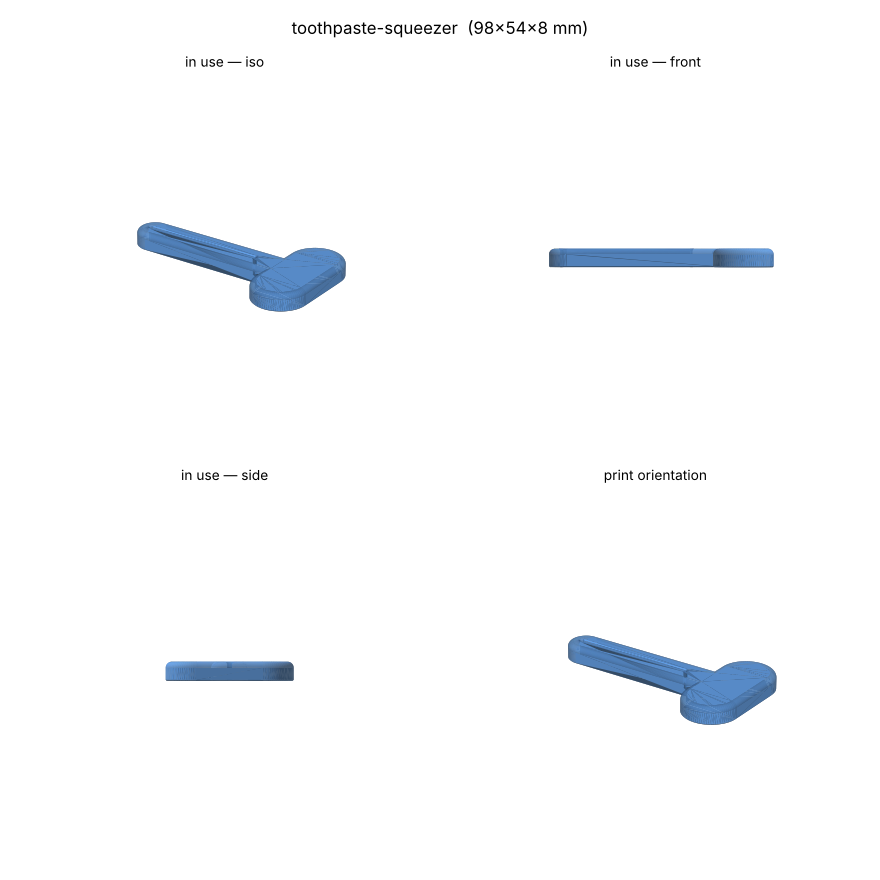 toothpaste-squeezer (98×54×8 mm)
in use — iso
in use — front
in use — side
print orientation